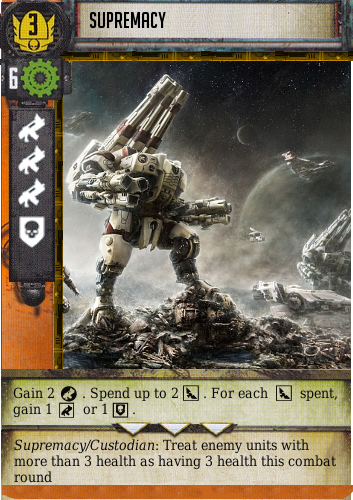 3
SUPREMACY
6
Gain 2 . Spend up to 2 . For each spent,
gain 1 or 1 .
Supremacy/Custodian: Treat enemy units with
more than 3 health as having 3 health this combat
round